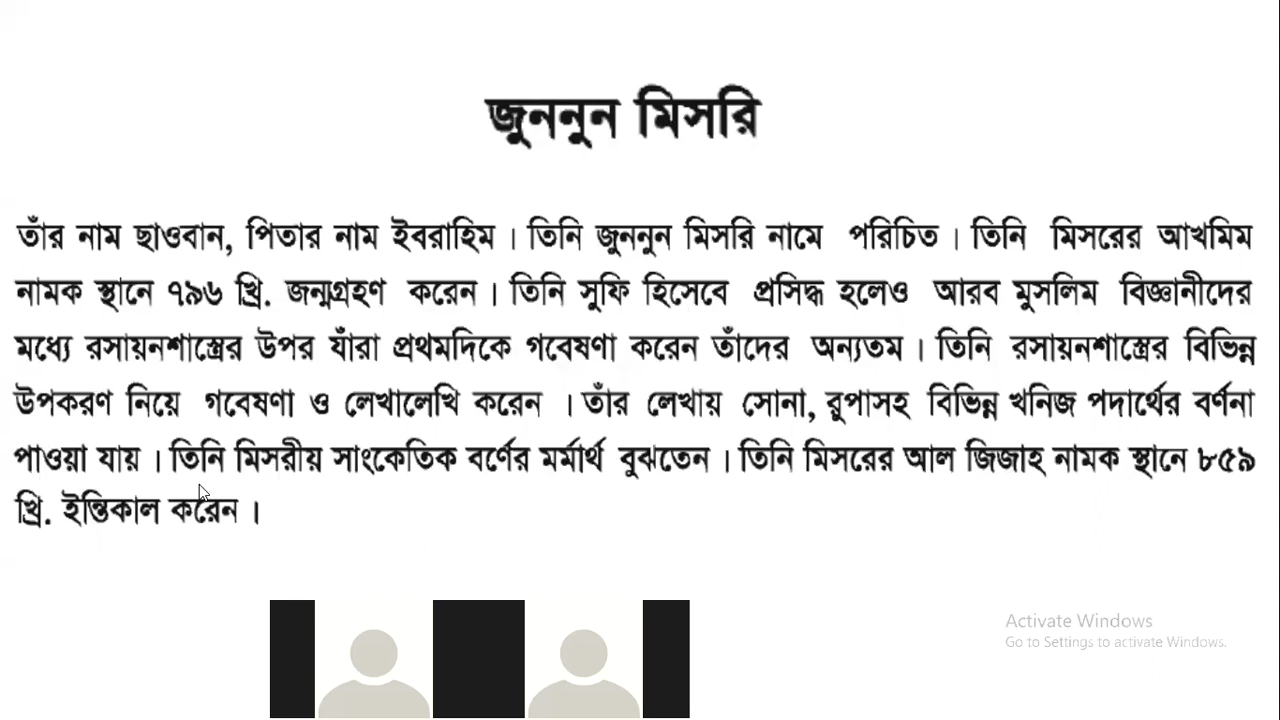 জুননুন মিসরি
তাঁর নাম ছাওবান, পিতার নাম ইবরাহিম। তিনি জুননুন মিসরি নামে পরিচিত। তিনি মিসরের আখমিম
নামক স্থানে ৭৯৬ খ্রি. জন্মগ্রহণ করেন। তিনি সুফি হিসেবে প্রসিদ্ধ হলেও আরব মুসলিম বিজ্ঞানীদের
মধ্যে রসায়নশাস্ত্রের উপর যাঁরা প্রথমদিকে গবেষণা করেন তাঁদের অন্যতম। তিনি রসায়নশাস্ত্রের বিভিন্ন
উপকরণ নিয়ে গবেষণা ও লেখালেখি করেন । তাঁর লেখায় সোনা, রুপাসহ বিভিন্ন খনিজ পদার্থের বর্ণনা
পাওয়া যায়। তিনি মিসরীয় সাংকেতিক বর্ণের মর্মার্থ বুঝতেন। তিনি মিসরের আল জিজাহ নামক স্থানে ৮৫৯
খ্রি. ইন্তিকাল করেন।
Activate Windows
Go to Settings to activate Windows.